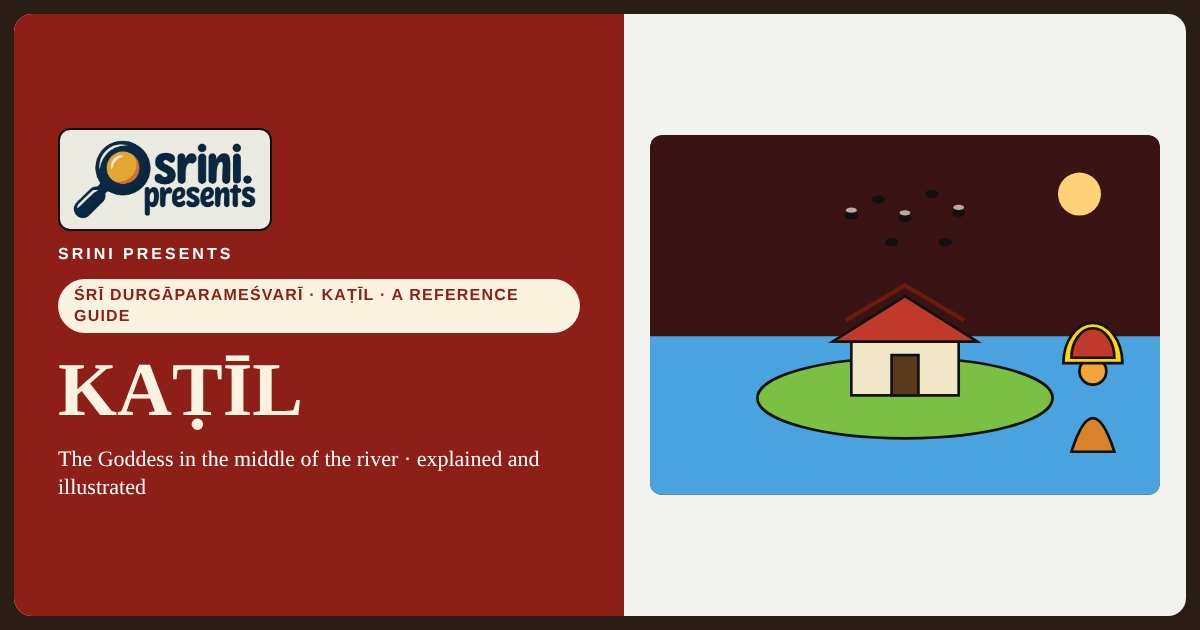 srini.
presents
SRINI PRESENTS
ŚRĪ DURGĀPARAMEŚVARĪ · KAṬĪL · A REFERENCE
GUIDE
KAṬĪL
The Goddess in the middle of the river · explained and
illustrated